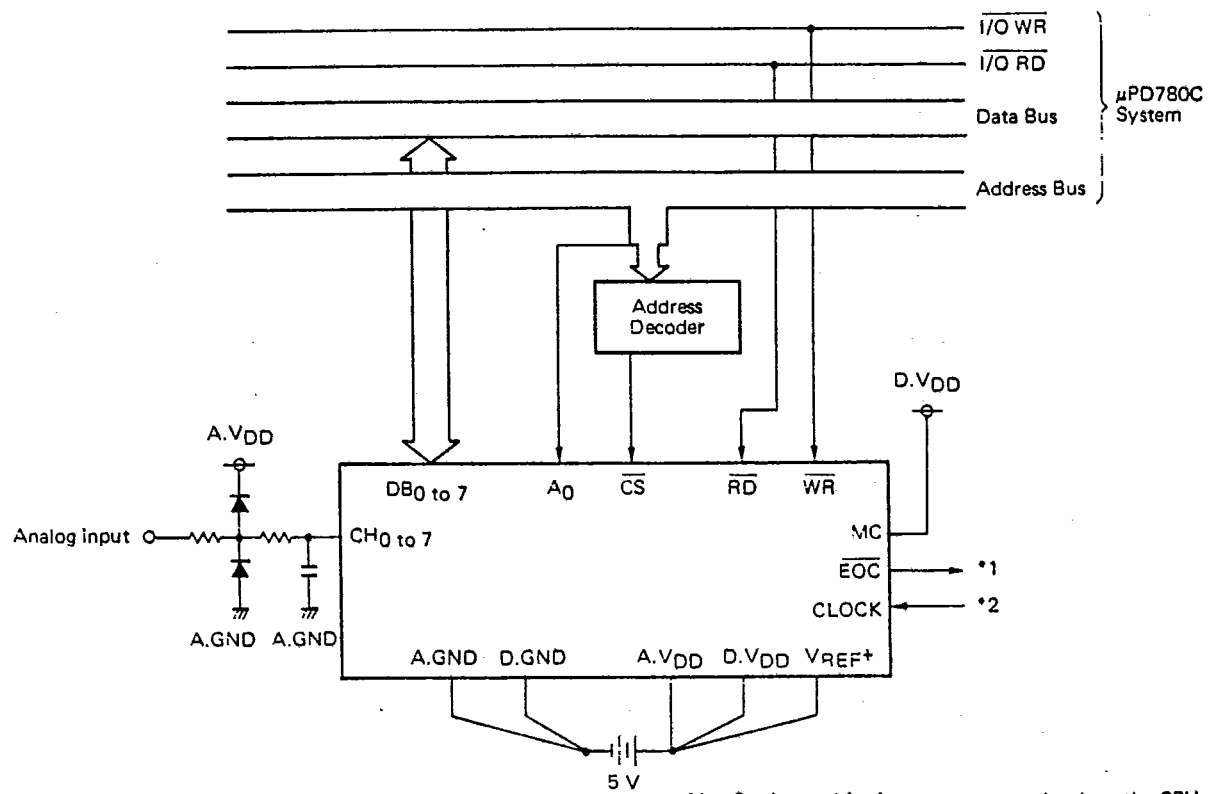 I/O WR
I/O RD
Data Bus
μPD780C
System
Address Bus
Address
Decoder
D.VDD
A.VDD
DB0 to 7 A0 CS RD WR
Analog input CH0 to 7
MC
EOC *1
CLOCK *2
A.GND A.GND
A.GND D.GND A.VDD D.VDD VREF+
5 V